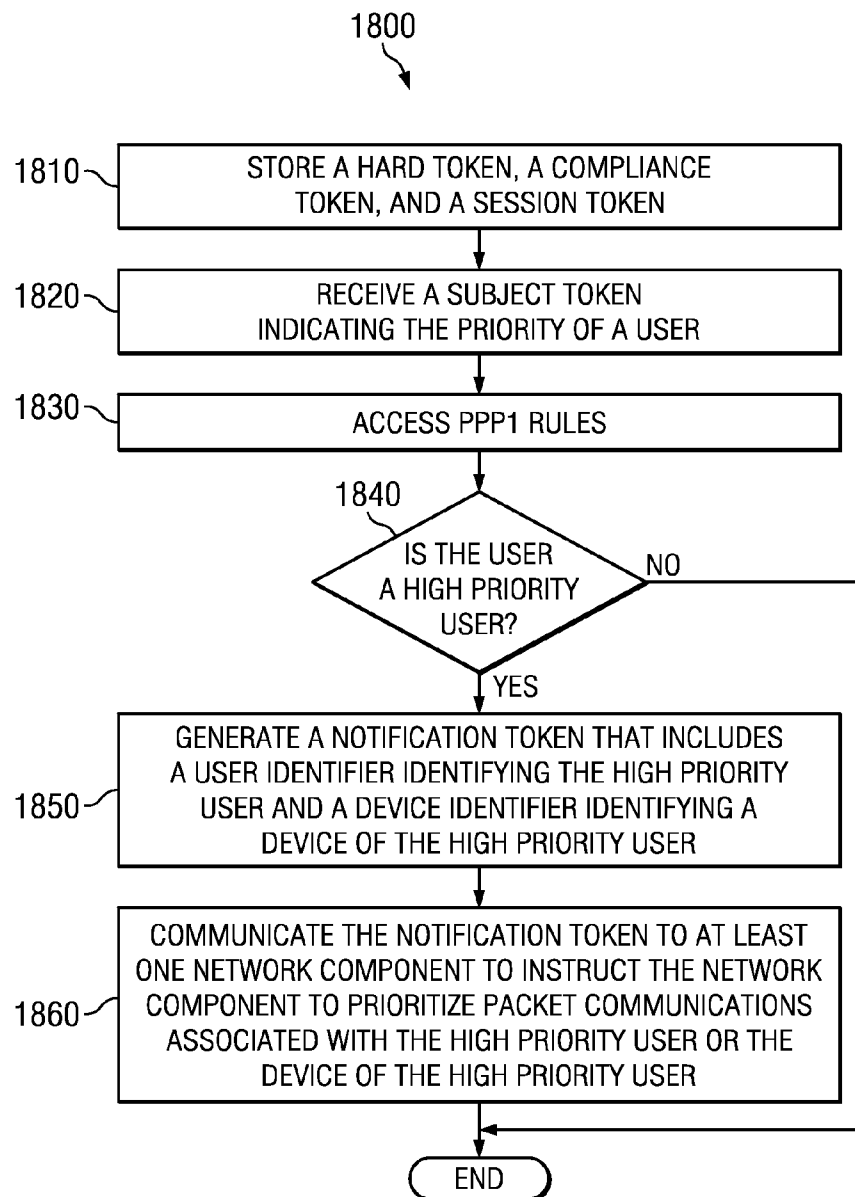 1800
1810
STORE A HARD TOKEN, A COMPLIANCE
TOKEN, AND A SESSION TOKEN
1820
RECEIVE A SUBJECT TOKEN
INDICATING THE PRIORITY OF A USER
1830
ACCESS PPP1 RULES
1840
IS THE USER
A HIGH PRIORITY
USER?
NO
YES
1850
GENERATE A NOTIFICATION TOKEN THAT INCLUDES
A USER IDENTIFIER IDENTIFYING THE HIGH PRIORITY
USER AND A DEVICE IDENTIFIER IDENTIFYING A
DEVICE OF THE HIGH PRIORITY USER
1860
COMMUNICATE THE NOTIFICATION TOKEN TO AT LEAST
ONE NETWORK COMPONENT TO INSTRUCT THE NETWORK
COMPONENT TO PRIORITIZE PACKET COMMUNICATIONS
ASSOCIATED WITH THE HIGH PRIORITY USER OR THE
DEVICE OF THE HIGH PRIORITY USER
END